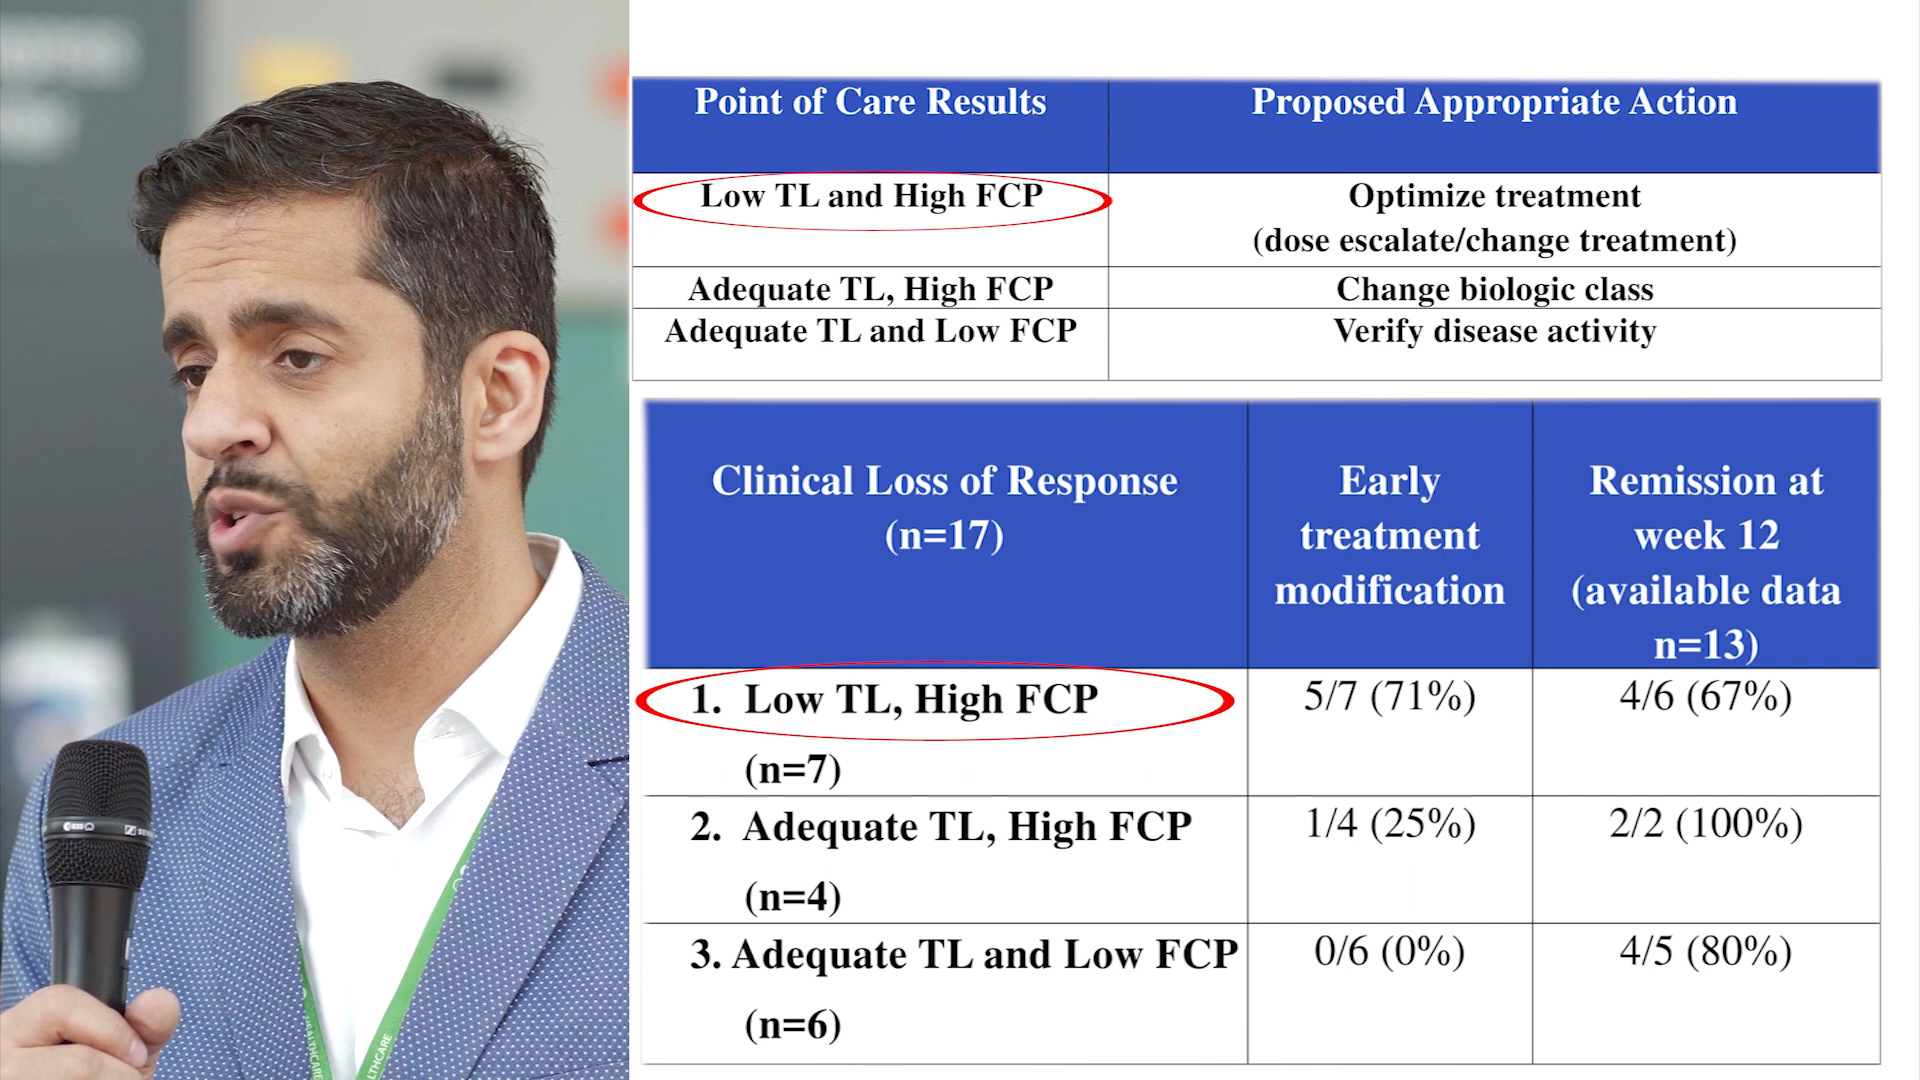 Point of Care Results
Proposed Appropriate Action
Low TL and High FCP
Optimize treatment
(dose escalate/change treatment)
Adequate TL, High FCP
Change biologic class
Adequate TL and Low FCP
Verify disease activity
Clinical Loss of Response
(n=17)
Early
treatment
modification
Remission at
week 12
(available data
n=13)
1. Low TL, High FCP
(n=7)
5/7 (71%)
4/6 (67%)
2. Adequate TL, High FCP
(n=4)
1/4 (25%)
2/2 (100%)
3. Adequate TL and Low FCP
(n=6)
0/6 (0%)
4/5 (80%)
HEALTHCARE
LTHCARE